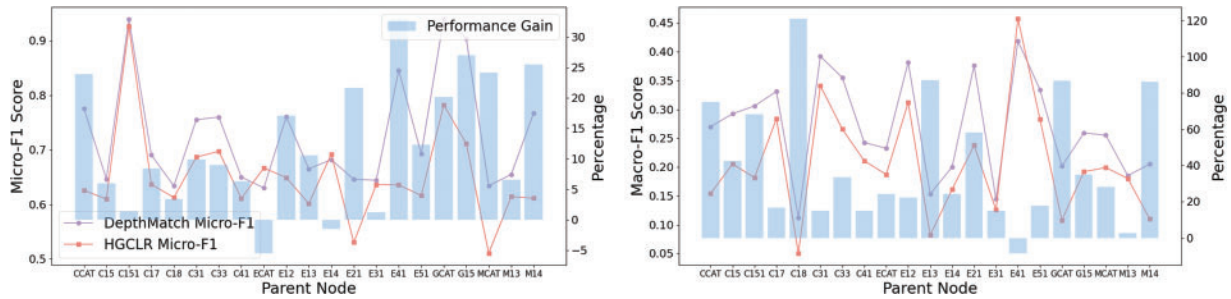 Performance Gain
DepthMatch Micro-F1
HGCLR Micro-F1
Micro-F1 Score
0.9
0.8
0.7
0.6
0.5
30
25
20
15
10
5
0
−5
Percentage
CCAT C15 C151 C17 C18 C31 C33 C41 ECAT E12 E13 E14 E21 E31 E41 E51 GCAT G15 MCAT M13 M14
Parent Node
Macro-F1 Score
0.45
0.40
0.35
0.30
0.25
0.20
0.15
0.10
0.05
120
100
80
60
40
20
0
Percentage
CCAT C15 C151 C17 C18 C31 C33 C41 ECAT E12 E13 E14 E21 E31 E41 E51 GCAT G15 MCAT M13 M14
Parent Node